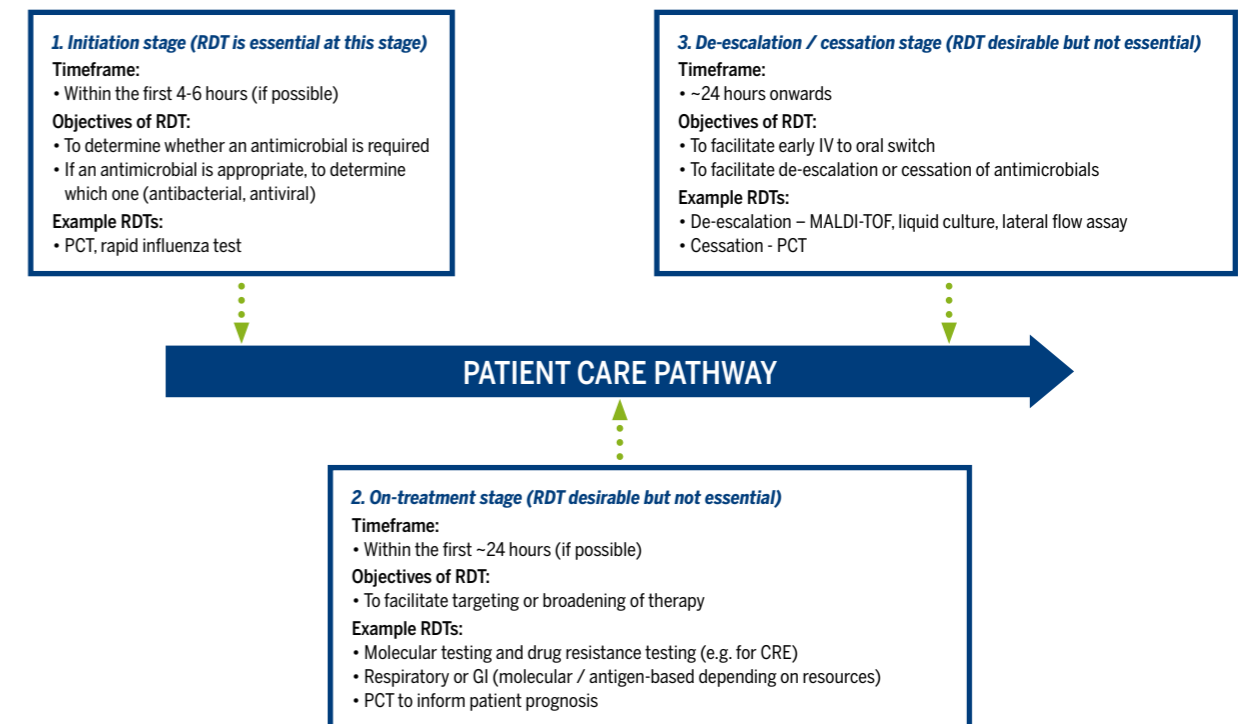 1. Initiation stage (RDT is essential at this stage)
Timeframe:
• Within the first 4-6 hours (if possible)
Objectives of RDT:
• To determine whether an antimicrobial is required
• If an antimicrobial is appropriate, to determine
which one (antibacterial, antiviral)
Example RDTs:
• PCT, rapid influenza test
3. De-escalation / cessation stage (RDT desirable but not essential)
Timeframe:
• ~24 hours onwards
Objectives of RDT:
• To facilitate early IV to oral switch
• To facilitate de-escalation or cessation of antimicrobials
Example RDTs:
• De-escalation – MALDI-TOF, liquid culture, lateral flow assay
• Cessation - PCT
PATIENT CARE PATHWAY
2. On-treatment stage (RDT desirable but not essential)
Timeframe:
• Within the first ~24 hours (if possible)
Objectives of RDT:
• To facilitate targeting or broadening of therapy
Example RDTs:
• Molecular testing and drug resistance testing (e.g. for CRE)
• Respiratory or GI (molecular / antigen-based depending on resources)
• PCT to inform patient prognosis